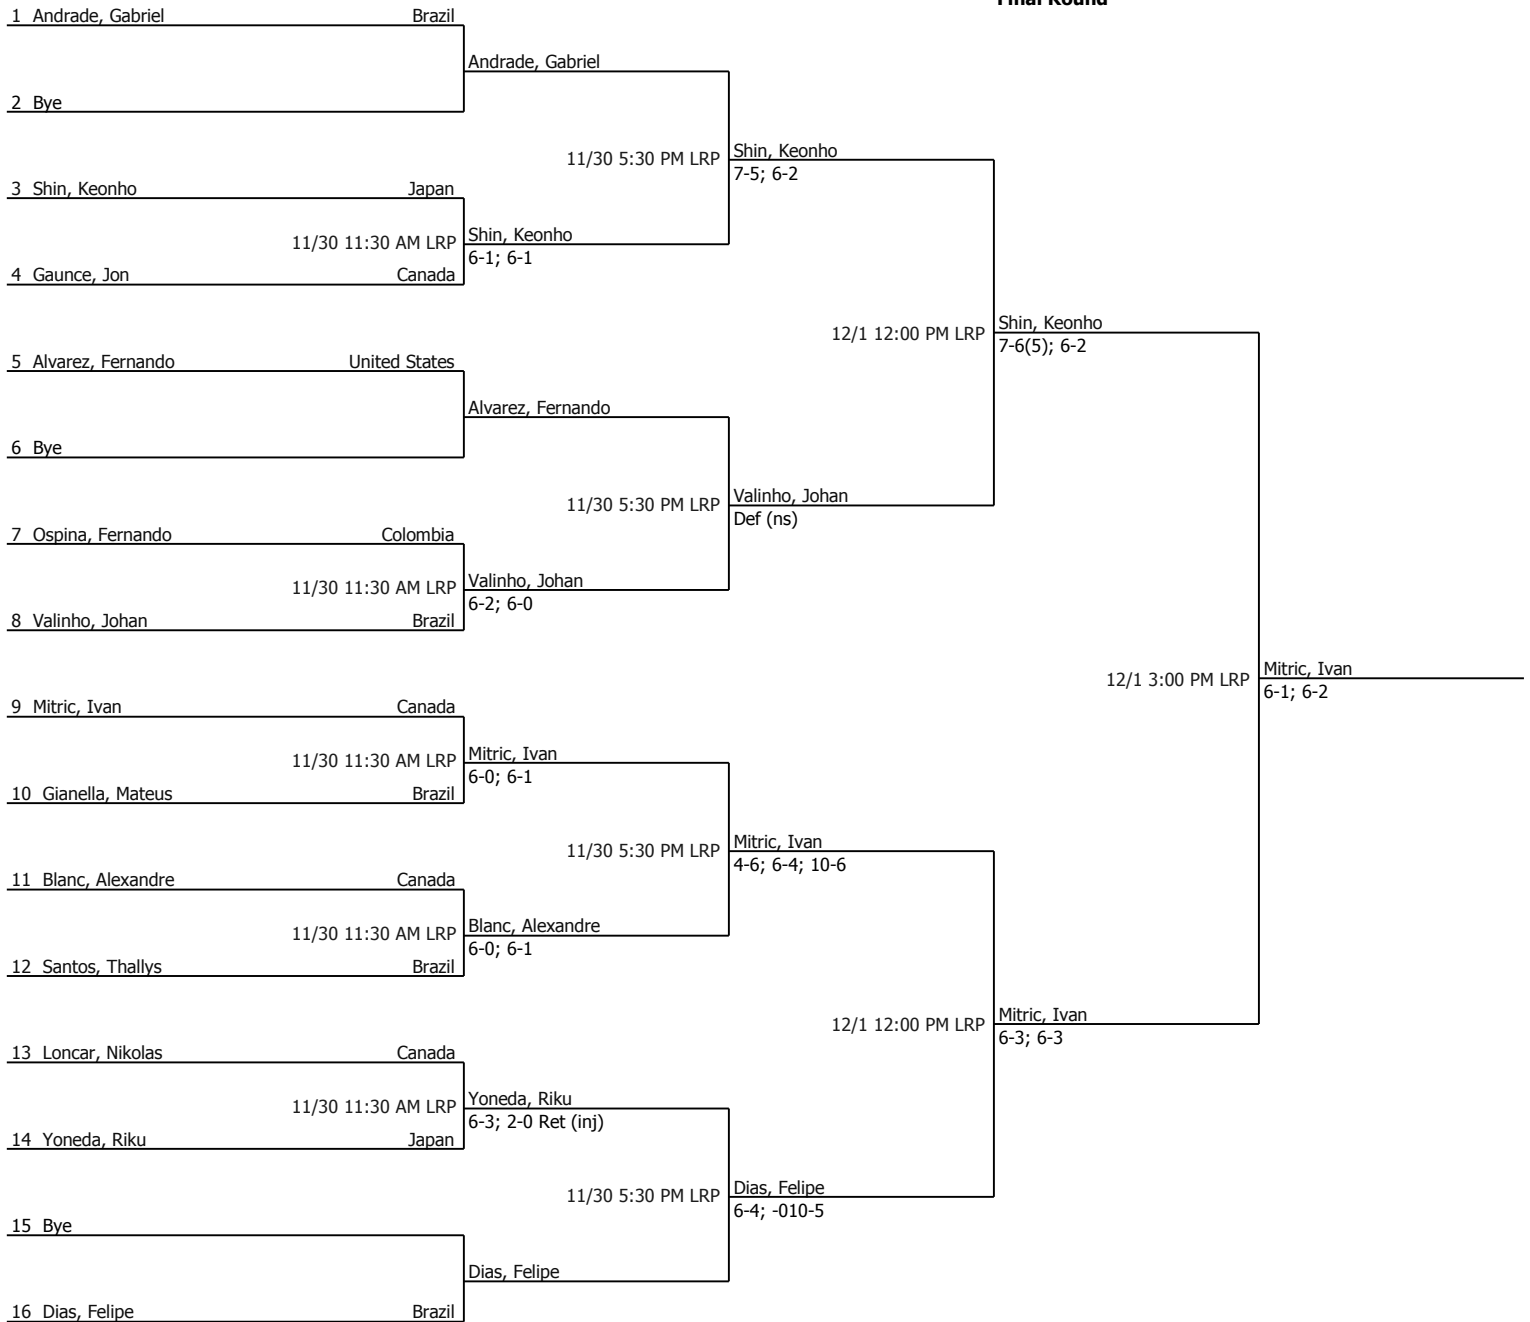 Final Round
1 Andrade, Gabriel Brazil
Andrade, Gabriel
2 Bye
11/30 5:30 PM LRP Shin, Keonho
7-5; 6-2
3 Shin, Keonho Japan
11/30 11:30 AM LRP Shin, Keonho
6-1; 6-1
4 Gaunce, Jon Canada
12/1 12:00 PM LRP Shin, Keonho
7-6(5); 6-2
5 Alvarez, Fernando United States
Alvarez, Fernando
6 Bye
11/30 5:30 PM LRP Valinho, Johan
Def (ns)
7 Ospina, Fernando Colombia
11/30 11:30 AM LRP Valinho, Johan
6-2; 6-0
8 Valinho, Johan Brazil
12/1 3:00 PM LRP Mitric, Ivan
6-1; 6-2
9 Mitric, Ivan Canada
11/30 11:30 AM LRP Mitric, Ivan
6-0; 6-1
10 Gianella, Mateus Brazil
11/30 5:30 PM LRP Mitric, Ivan
4-6; 6-4; 10-6
11 Blanc, Alexandre Canada
11/30 11:30 AM LRP Blanc, Alexandre
6-0; 6-1
12 Santos, Thallys Brazil
12/1 12:00 PM LRP Mitric, Ivan
6-3; 6-3
13 Loncar, Nikolas Canada
11/30 11:30 AM LRP Yoneda, Riku
6-3; 2-0 Ret (inj)
14 Yoneda, Riku Japan
11/30 5:30 PM LRP Dias, Felipe
6-4; -010-5
15 Bye
Dias, Felipe
16 Dias, Felipe Brazil